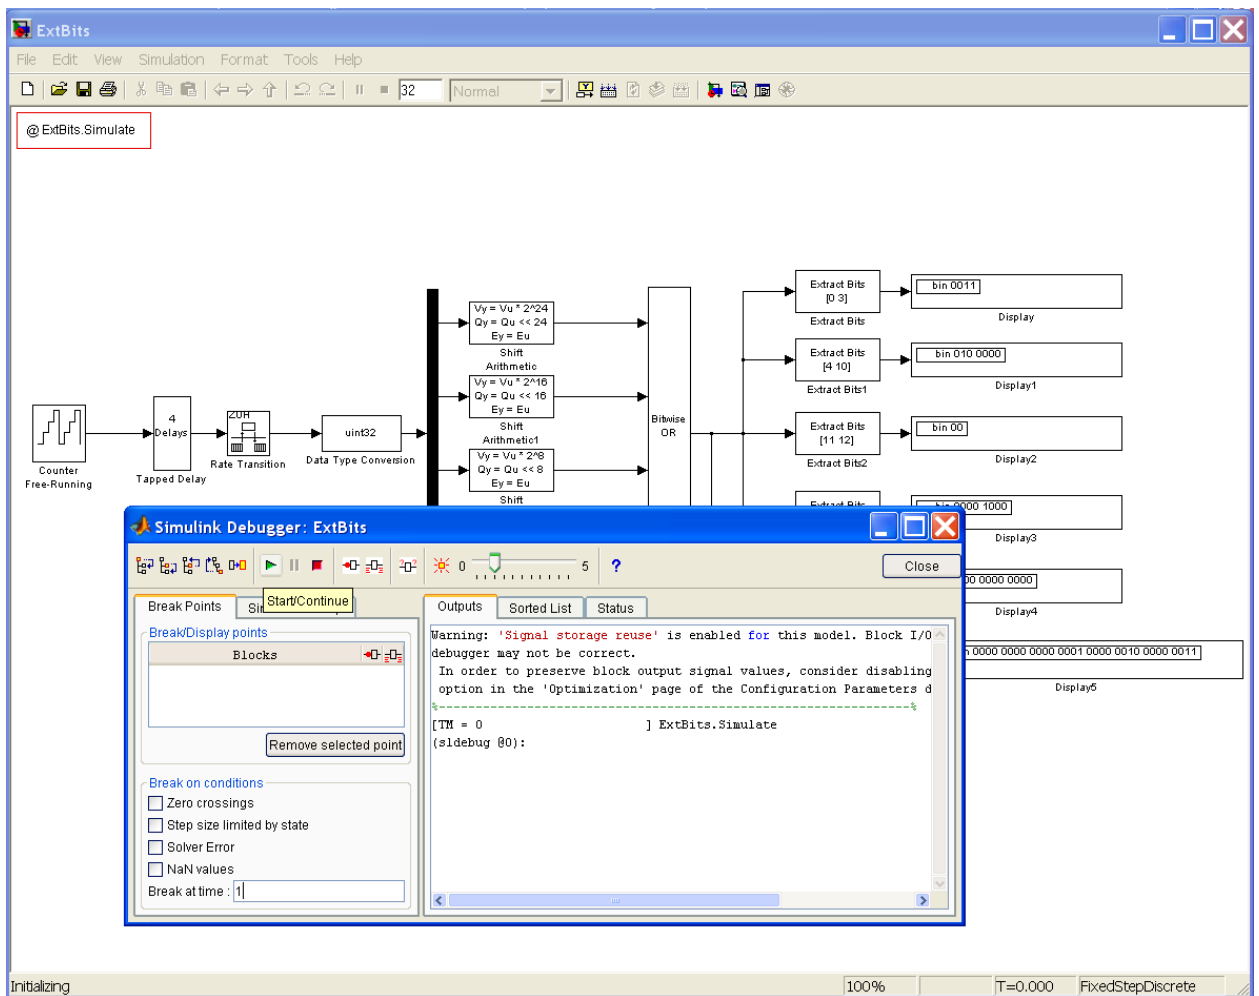 ExtBits
File Edit View Simulation Format Tools Help
32 Normal
@ ExtBits.Simulate
Counter
Free-Running
4
Delays
Tapped Delay
ZOH
Rate Transition
uint32
Data Type Conversion
Vy = Vu * 2^24
Qy = Qu << 24
Ey = Eu
Shift
Arithmetic
Vy = Vu * 2^16
Qy = Qu << 16
Ey = Eu
Shift
Arithmetic1
Vy = Vu * 2^8
Qy = Qu << 8
Ey = Eu
Shift
Bitwise
OR
Extract Bits
[0 3]
Extract Bits
bin 0011
Display
Extract Bits
[4 10]
Extract Bits1
bin 010 0000
Display1
Extract Bits
[11 12]
Extract Bits2
bin 00
Display2
Extract Bits
bin 0000 1000
Display3
00 0000 0000
Display4
0000 0000 0000 0001 0000 0010 0000 0011
Display5
Simulink Debugger: ExtBits
0 5 ? Close
Start/Continue
Break Points
Break/Display points
Blocks
Remove selected point
Break on conditions
Zero crossings
Step size limited by state
Solver Error
NaN values
Break at time : 1
Outputs Sorted List Status
Warning: 'Signal storage reuse' is enabled for this model. Block I/O
debugger may not be correct.
In order to preserve block output signal values, consider disabling
option in the 'Optimization' page of the Configuration Parameters d
%----------------------------------------------------------------%
[TM = 0 ] ExtBits.Simulate
(sldebug @0):
Initializing 100% T=0.000 FixedStepDiscrete